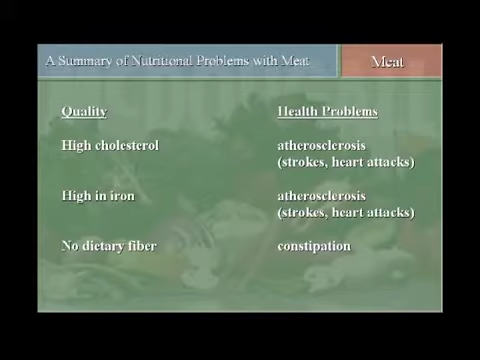 A Summary of Nutritional Problems with Meat
Meat
Quality
Health Problems
High cholesterol
atherosclerosis
(strokes, heart attacks)
High in iron
atherosclerosis
(strokes, heart attacks)
No dietary fiber
constipation